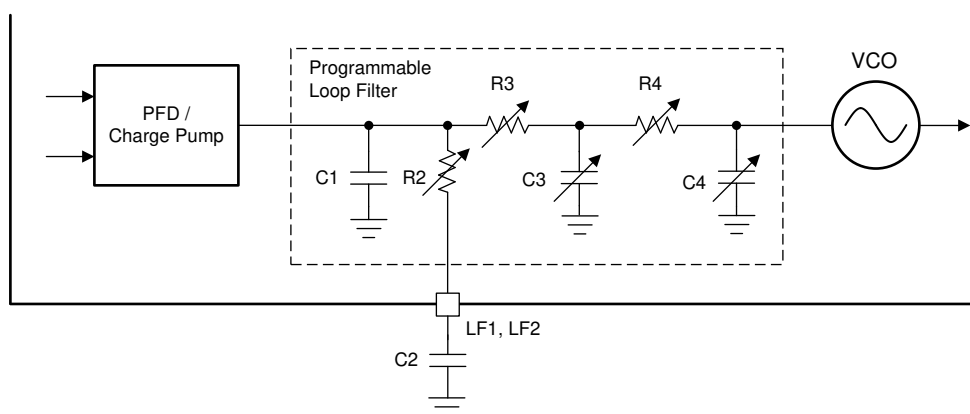 Programmable
Loop Filter
PFD /
Charge Pump
R3
R4
VCO
C1
R2
C3
C4
LF1, LF2
C2